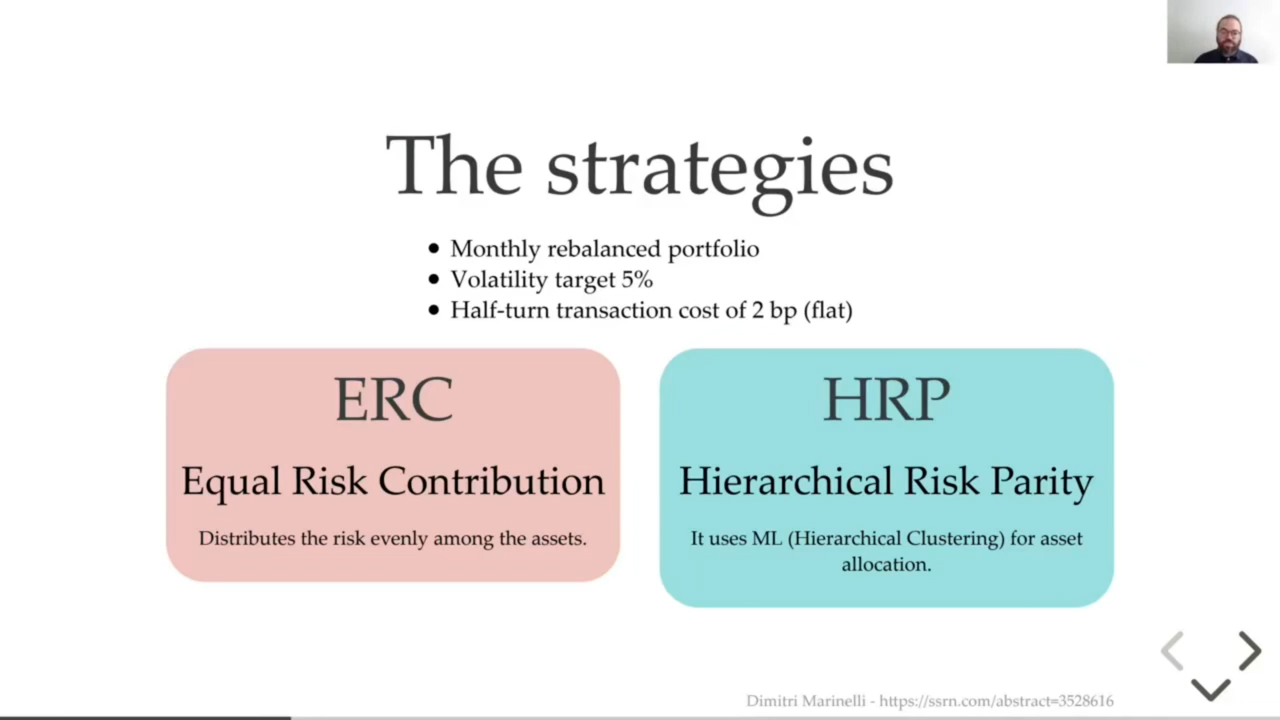 The strategies
• Monthly rebalanced portfolio
• Volatility target 5%
• Half-turn transaction cost of 2 bp (flat)
ERC
Equal Risk Contribution
Distributes the risk evenly among the assets.
HRP
Hierarchical Risk Parity
It uses ML (Hierarchical Clustering) for asset
allocation.
Dimitri Marinelli - https://ssrn.com/abstract=3528616